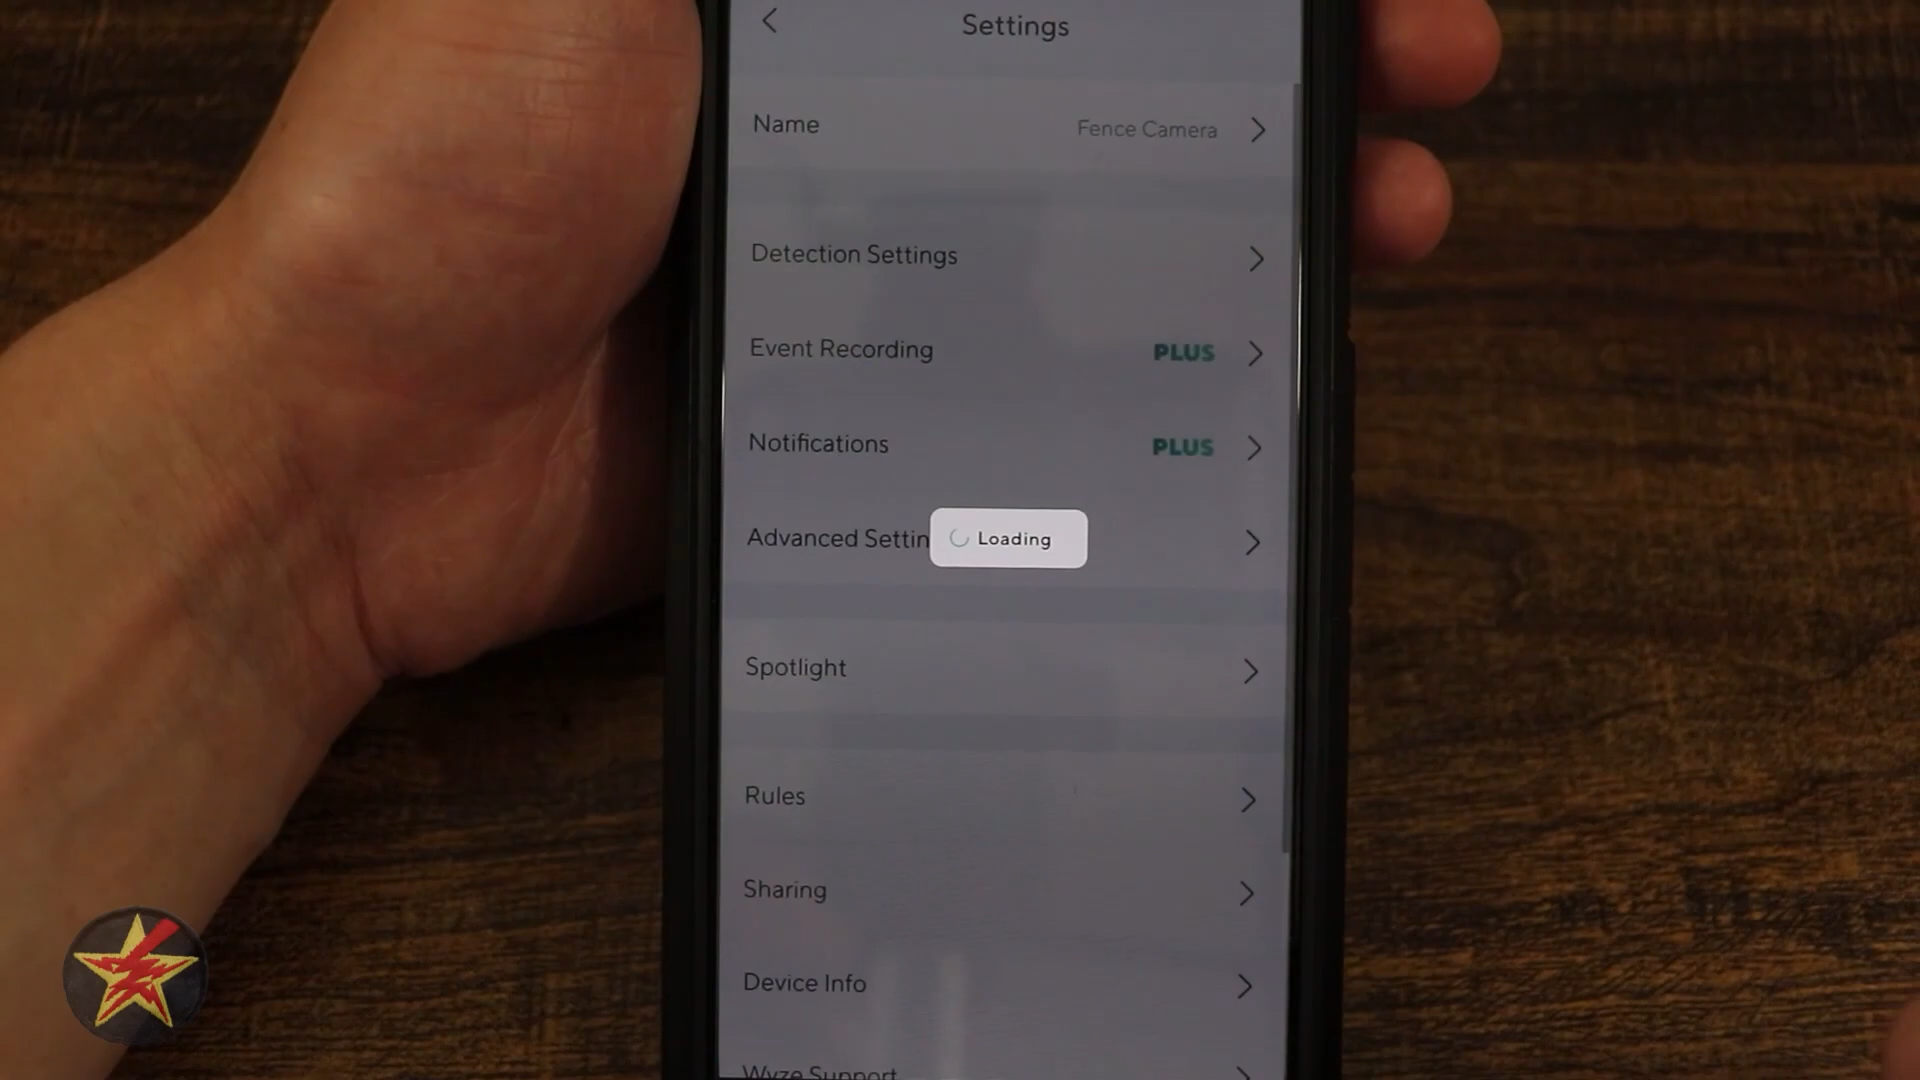 Settings
Name Fence Camera
Detection Settings
Event Recording PLUS
Notifications PLUS
Advanced Settin
Loading
Spotlight
Rules
Sharing
Device Info
Wyze Support